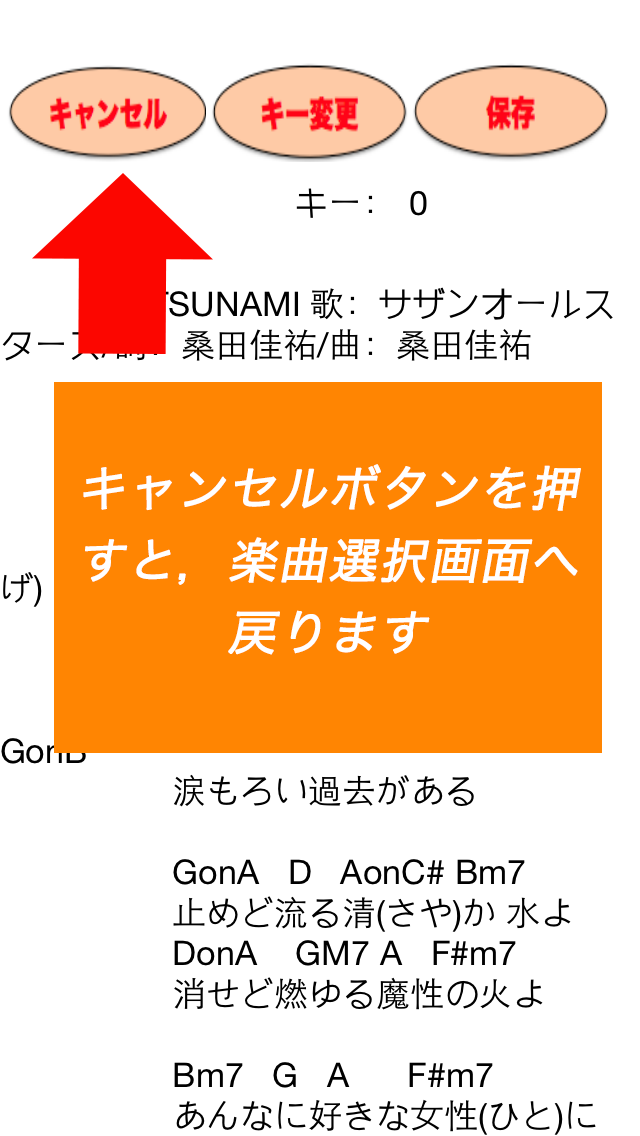 キャンセル キー変更 保存
キー： 0
TSUNAMI 歌： サザンオールス
ターズ/詞： 桑田佳祐/曲： 桑田佳祐
キャンセルボタンを押
すと，楽曲選択画面へ
戻ります
げ)
GonB
涙もろい過去がある
GonA D AonC# Bm7
止めど流る清(さや)か 水よ
DonA GM7 A F#m7
消せど燃ゆる魔性の火よ
Bm7 G A F#m7
あんなに好きな女性(ひと)に